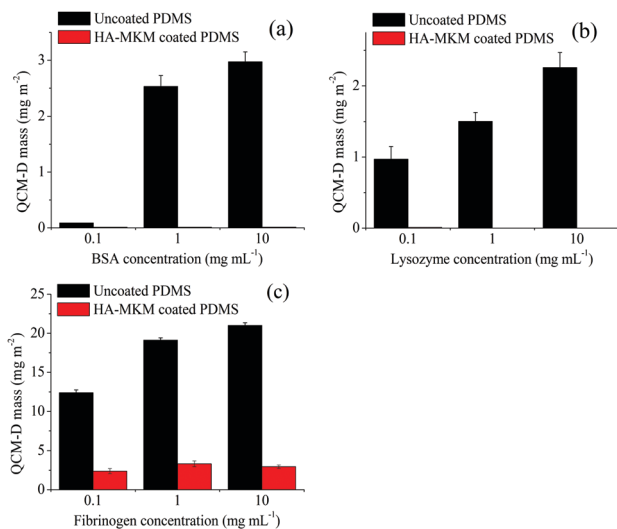 Uncoated PDMS
HA-MKM coated PDMS
(a)
QCM-D mass (mg m⁻²)
3
2
1
0
0.1
1
10
BSA concentration (mg mL⁻¹)
Uncoated PDMS
HA-MKM coated PDMS
(b)
QCM-D mass (mg m⁻²)
2
1
0
0.1
1
10
Lysozyme concentration (mg mL⁻¹)
Uncoated PDMS
HA-MKM coated PDMS
(c)
QCM-D mass (mg m⁻²)
25
20
15
10
5
0
0.1
1
10
Fibrinogen concentration (mg mL⁻¹)